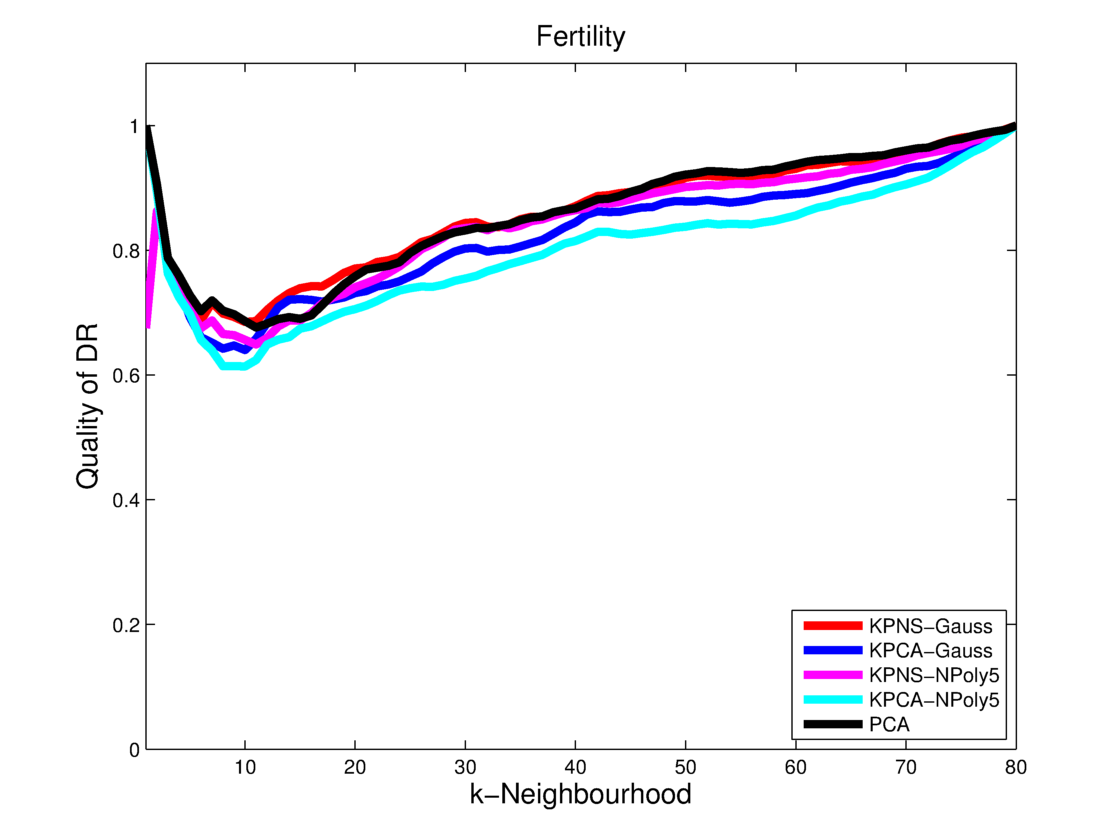 Fertility
Quality of DR
1
0.8
0.6
0.4
0.2
0
10 20 30 40 50 60 70 80
k−Neighbourhood
KPNS−Gauss
KPCA−Gauss
KPNS−NPoly5
KPCA−NPoly5
PCA